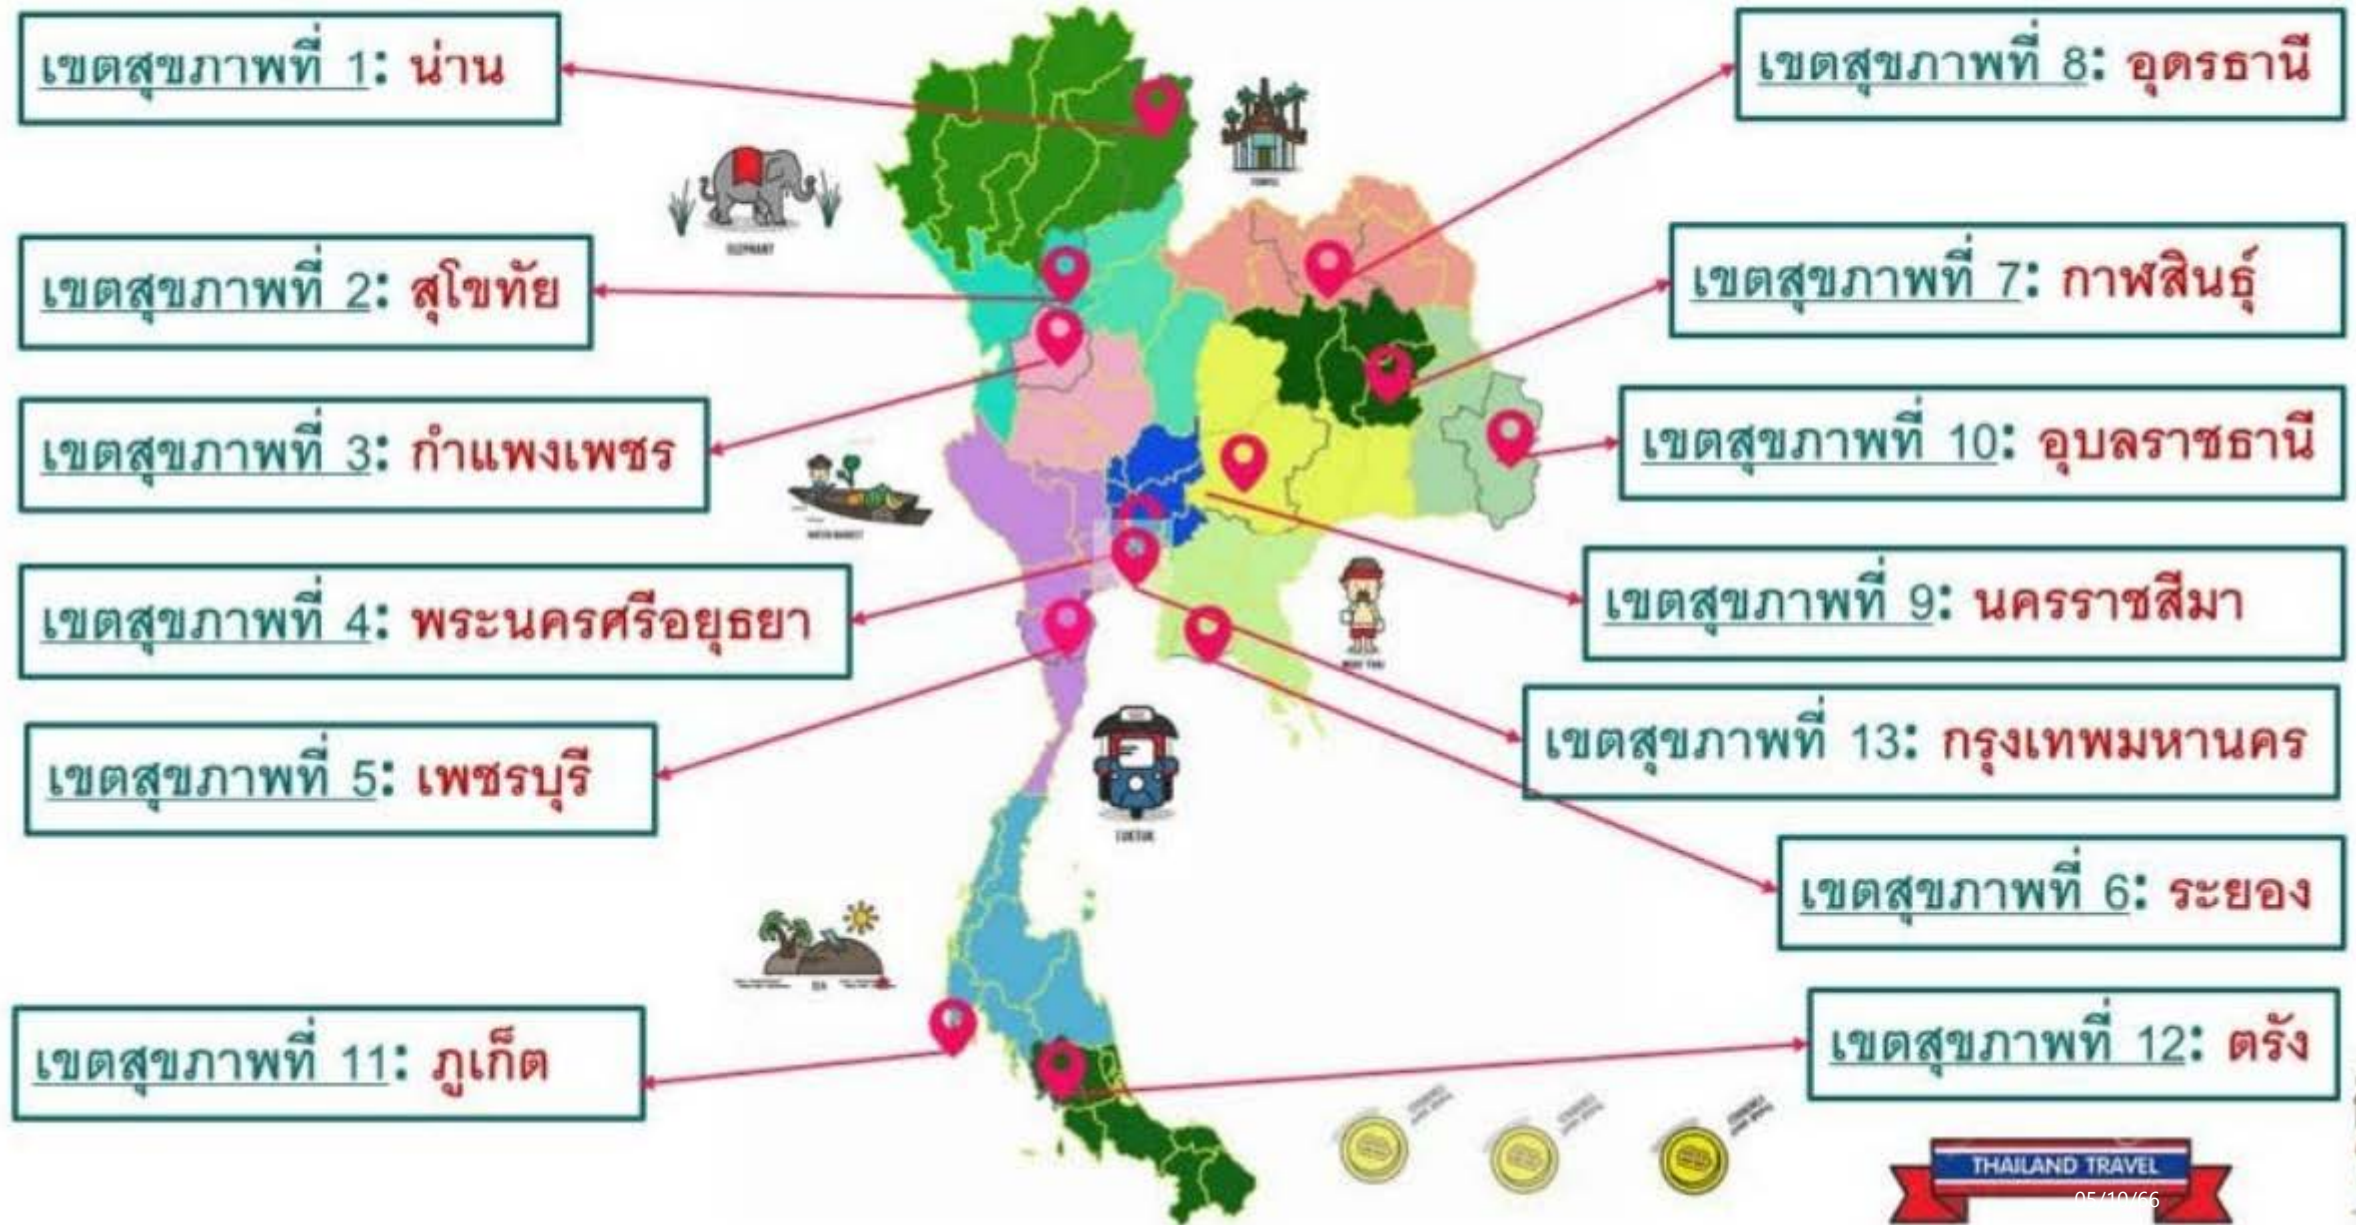 เขตสุขภาพที่ 1: น่าน
เขตสุขภาพที่ 8: อุดรธานี
ELEPHANT
เขตสุขภาพที่ 2: สุโขทัย
เขตสุขภาพที่ 7: กาฬสินธุ์
เขตสุขภาพที่ 3: กำแพงเพชร
เขตสุขภาพที่ 10: อุบลราชธานี
เขตสุขภาพที่ 4: พระนครศรีอยุธยา
เขตสุขภาพที่ 9: นครราชสีมา
MUAY THAI
เขตสุขภาพที่ 13: กรุงเทพมหานคร
เขตสุขภาพที่ 5: เพชรบุรี
TUKTUK
เขตสุขภาพที่ 6: ระยอง
SEA
เขตสุขภาพที่ 11: ภูเก็ต
เขตสุขภาพที่ 12: ตรัง
THAILAND TRAVEL
05/10/66